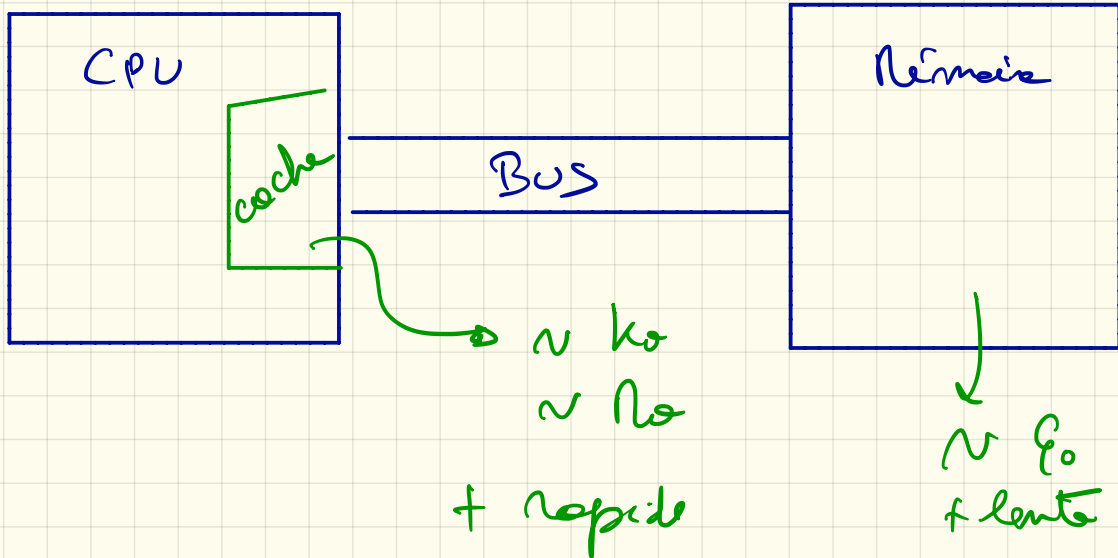 CPU
Mémoire
cache
BUS
~ ko
~ Mo
+ rapide
~ Go
+ lente